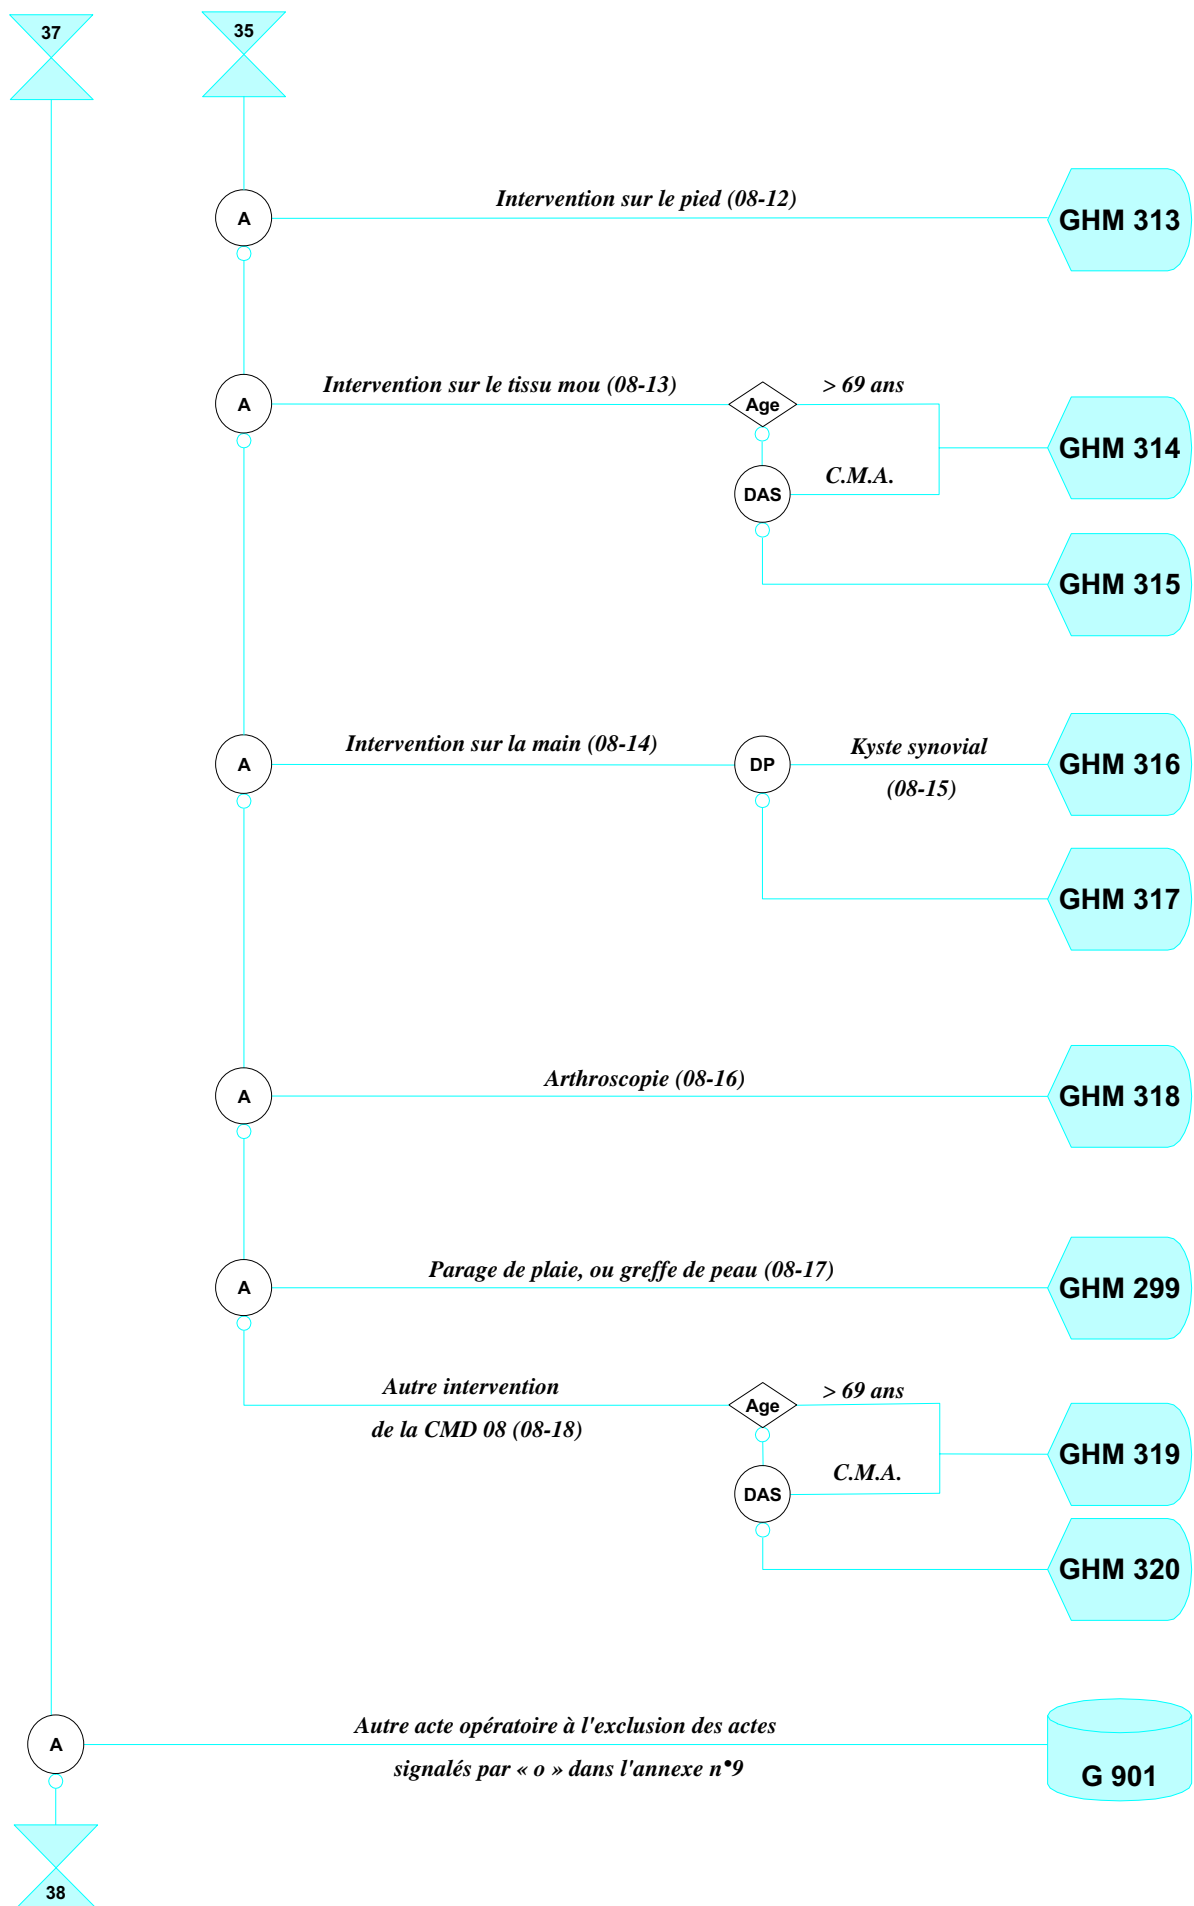 37
35
A
Intervention sur le pied (08-12)
GHM 313
A
Intervention sur le tissu mou (08-13)
Age
> 69 ans
GHM 314
DAS
C.M.A.
GHM 315
A
Intervention sur la main (08-14)
DP
Kyste synovial
(08-15)
GHM 316
GHM 317
A
Arthroscopie (08-16)
GHM 318
A
Parage de plaie, ou greffe de peau (08-17)
GHM 299
Autre intervention
de la CMD 08 (08-18)
Age
> 69 ans
GHM 319
DAS
C.M.A.
GHM 320
A
Autre acte opératoire à l'exclusion des actes
signalés par « o » dans l'annexe n°9
G 901
38